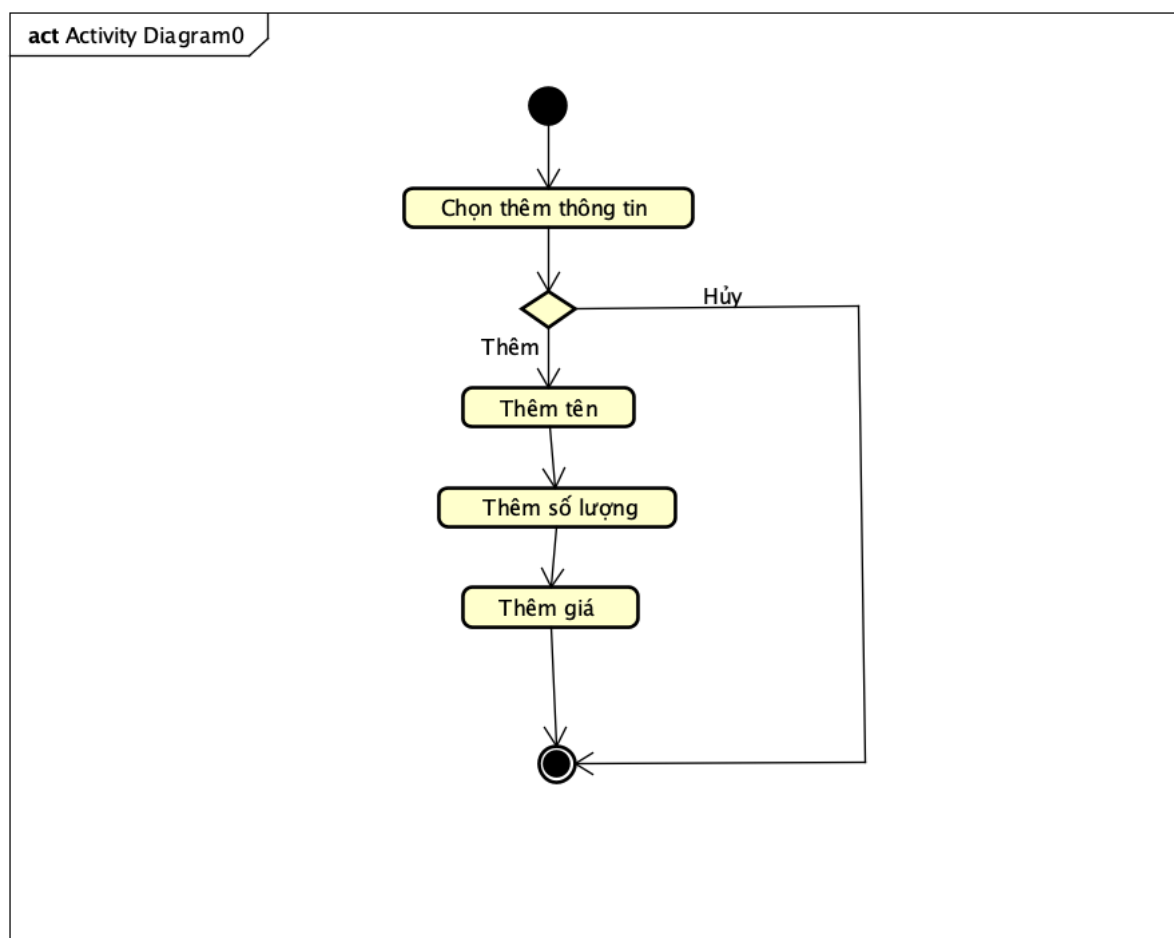 act Activity Diagram0
Chọn thêm thông tin
Hủy
Thêm
Thêm tên
Thêm số lượng
Thêm giá